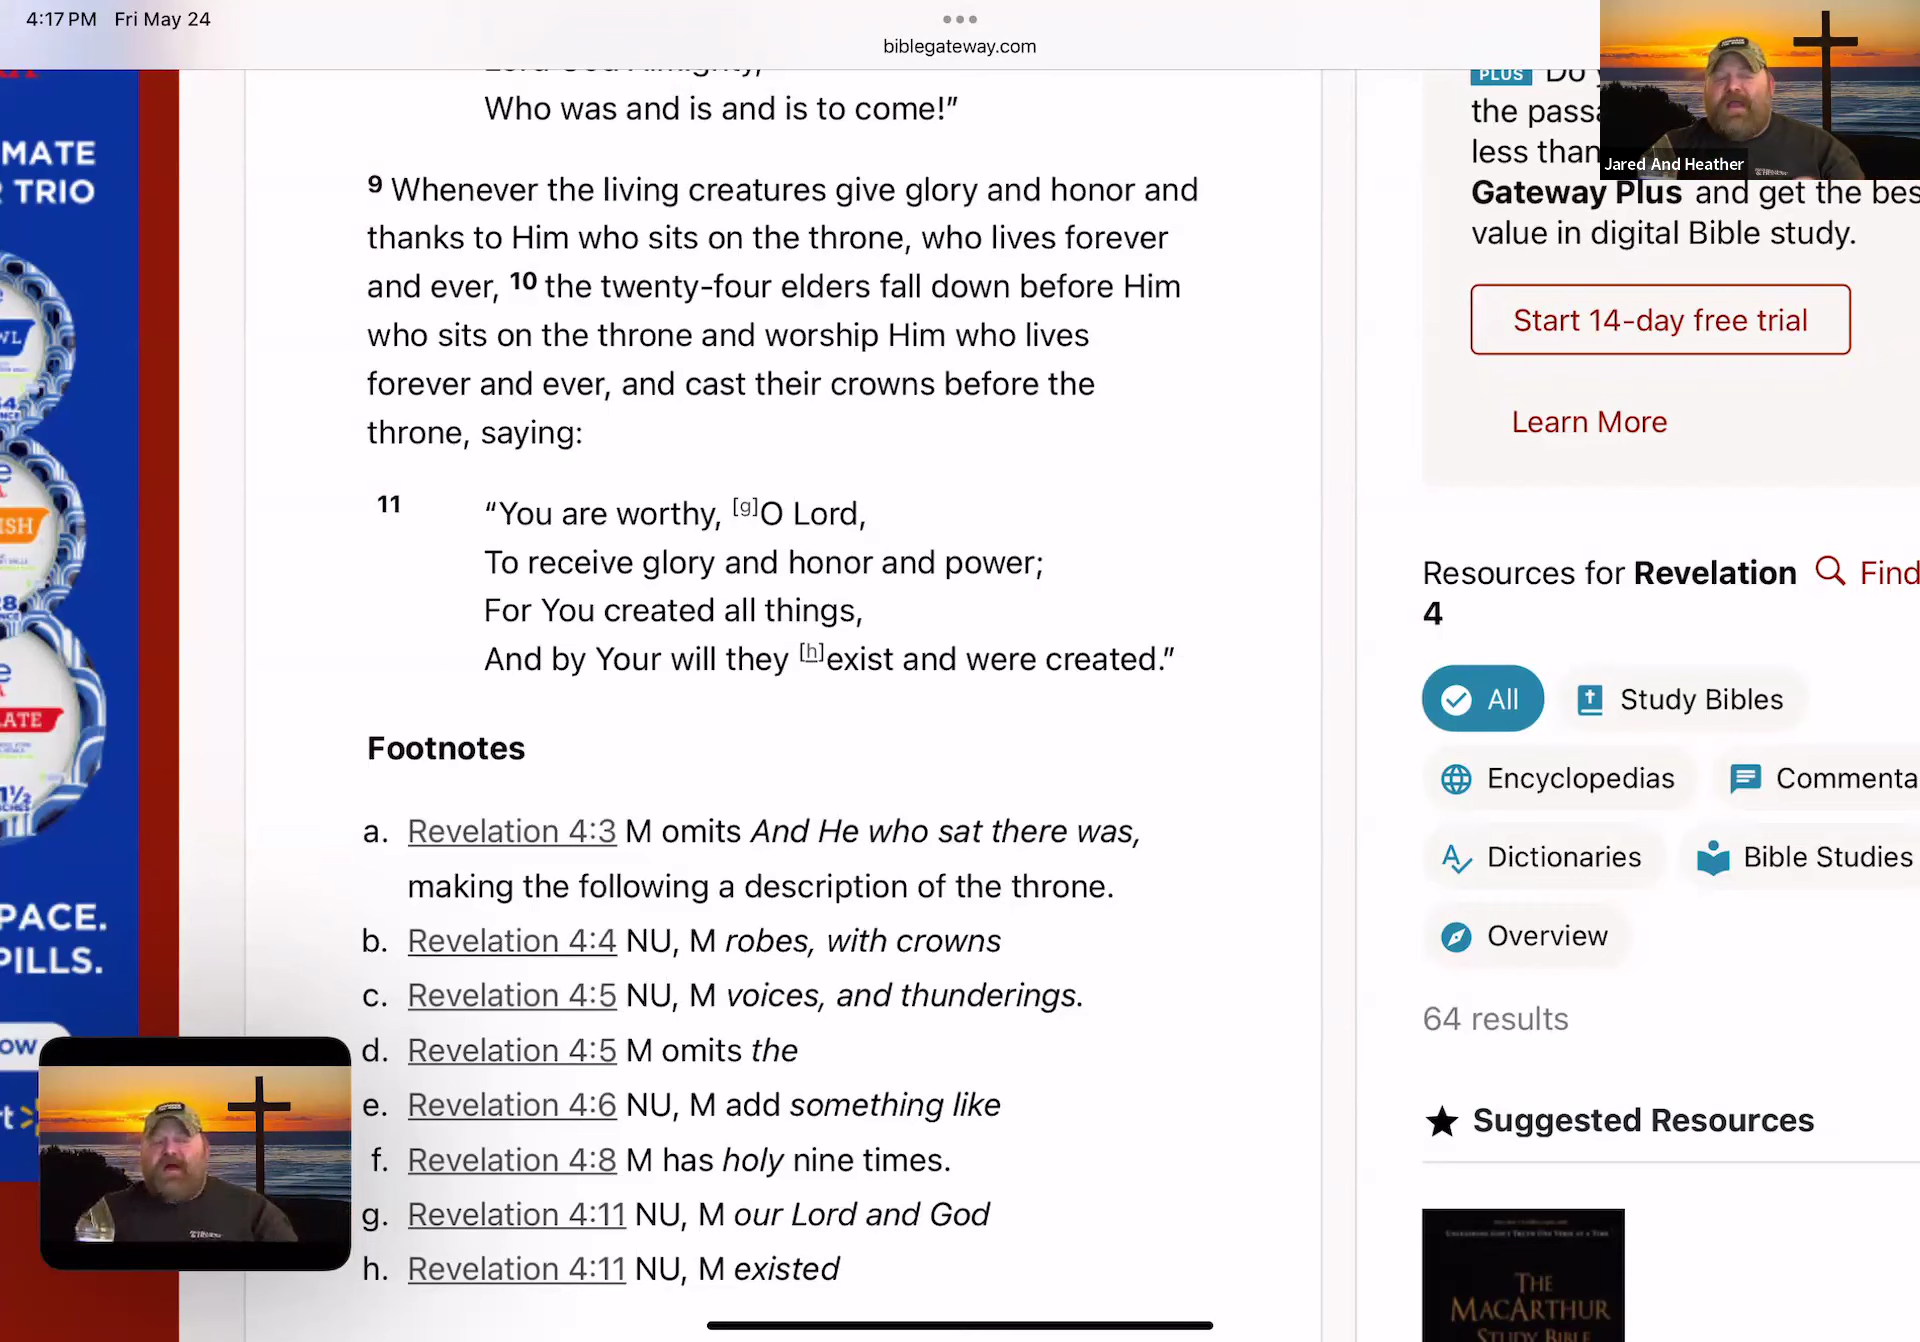 4:17 PM Fri May 24
biblegateway.com
MATE
TRIO
WL
ISH
ATE
PACE.
PILLS.
OW
Who was and is and is to come!”
9 Whenever the living creatures give glory and honor and
thanks to Him who sits on the throne, who lives forever
and ever, 10 the twenty-four elders fall down before Him
who sits on the throne and worship Him who lives
forever and ever, and cast their crowns before the
throne, saying:
11 “You are worthy, [g]O Lord,
To receive glory and honor and power;
For You created all things,
And by Your will they [h]exist and were created.”
Footnotes
a. Revelation 4:3 M omits And He who sat there was,
making the following a description of the throne.
b. Revelation 4:4 NU, M robes, with crowns
c. Revelation 4:5 NU, M voices, and thunderings.
d. Revelation 4:5 M omits the
e. Revelation 4:6 NU, M add something like
f. Revelation 4:8 M has holy nine times.
g. Revelation 4:11 NU, M our Lord and God
h. Revelation 4:11 NU, M existed
Jared And Heather
PLUS Do
the passa
less than
Gateway Plus and get the bes
value in digital Bible study.
Start 14-day free trial
Learn More
Resources for Revelation
4
Find
All
Study Bibles
Encyclopedias
Commenta
Dictionaries
Bible Studies
Overview
64 results
Suggested Resources
THE
MACARTHUR
STUDY BIBLE